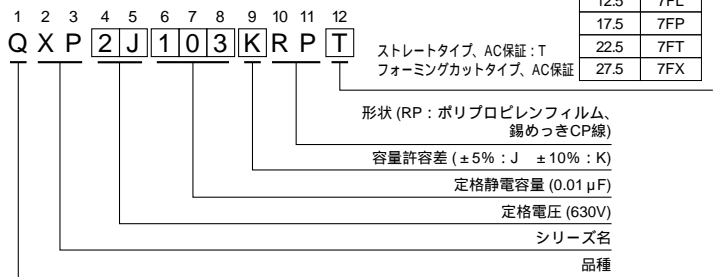 1 2 3 4 5 6 7 8 9 10 11 12
Q X P 2 J 1 0 3 K R P T
12.5 7FL
17.5 7FP
22.5 7FT
27.5 7FX
ストレートタイプ、AC保証 : T
フォーミングカットタイプ、AC保証
形状 (RP : ポリプロピレンフィルム、
錫めっきCP線)
容量許容差 ( ± 5% : J ± 10% : K)
定格静電容量 (0.01 μF)
定格電圧 (630V)
シリーズ名
品種